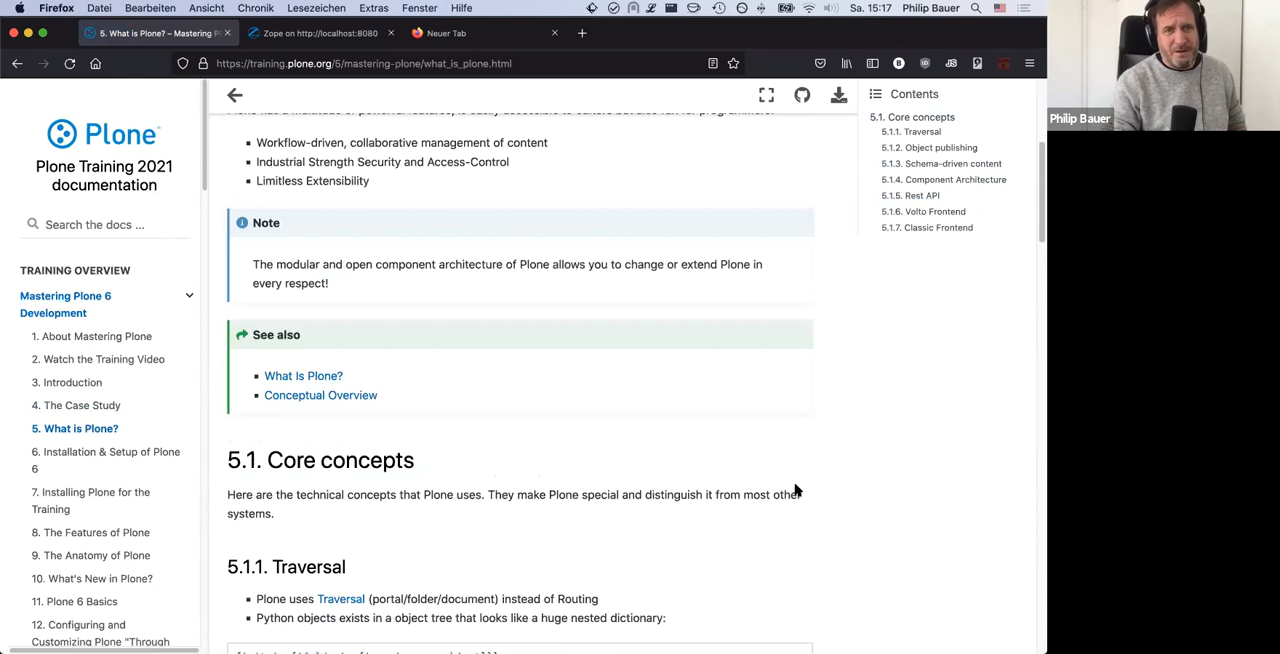 Firefox Datei Bearbeiten Ansicht Chronik Lesezeichen Extras Fenster Hilfe Sa. 15:17 Philip Bauer
5. What is Plone? – Mastering P
Zope on http://localhost:8080
Neuer Tab
https://training.plone.org/5/mastering-plone/what_is_plone.html
Philip Bauer
Plone
Plone Training 2021
documentation
Search the docs ...
TRAINING OVERVIEW
Mastering Plone 6
Development
1. About Mastering Plone
2. Watch the Training Video
3. Introduction
4. The Case Study
5. What is Plone?
6. Installation & Setup of Plone
6
7. Installing Plone for the
Training
8. The Features of Plone
9. The Anatomy of Plone
10. What's New in Plone?
11. Plone 6 Basics
12. Configuring and
Customizing Plone "Through
Workflow-driven, collaborative management of content
Industrial Strength Security and Access-Control
Limitless Extensibility
Note
The modular and open component architecture of Plone allows you to change or extend Plone in
every respect!
See also
What Is Plone?
Conceptual Overview
5.1. Core concepts
Here are the technical concepts that Plone uses. They make Plone special and distinguish it from most other
systems.
5.1.1. Traversal
Plone uses Traversal (portal/folder/document) instead of Routing
Python objects exists in a object tree that looks like a huge nested dictionary:
Contents
5.1. Core concepts
5.1.1. Traversal
5.1.2. Object publishing
5.1.3. Schema-driven content
5.1.4. Component Architecture
5.1.5. Rest API
5.1.6. Volto Frontend
5.1.7. Classic Frontend